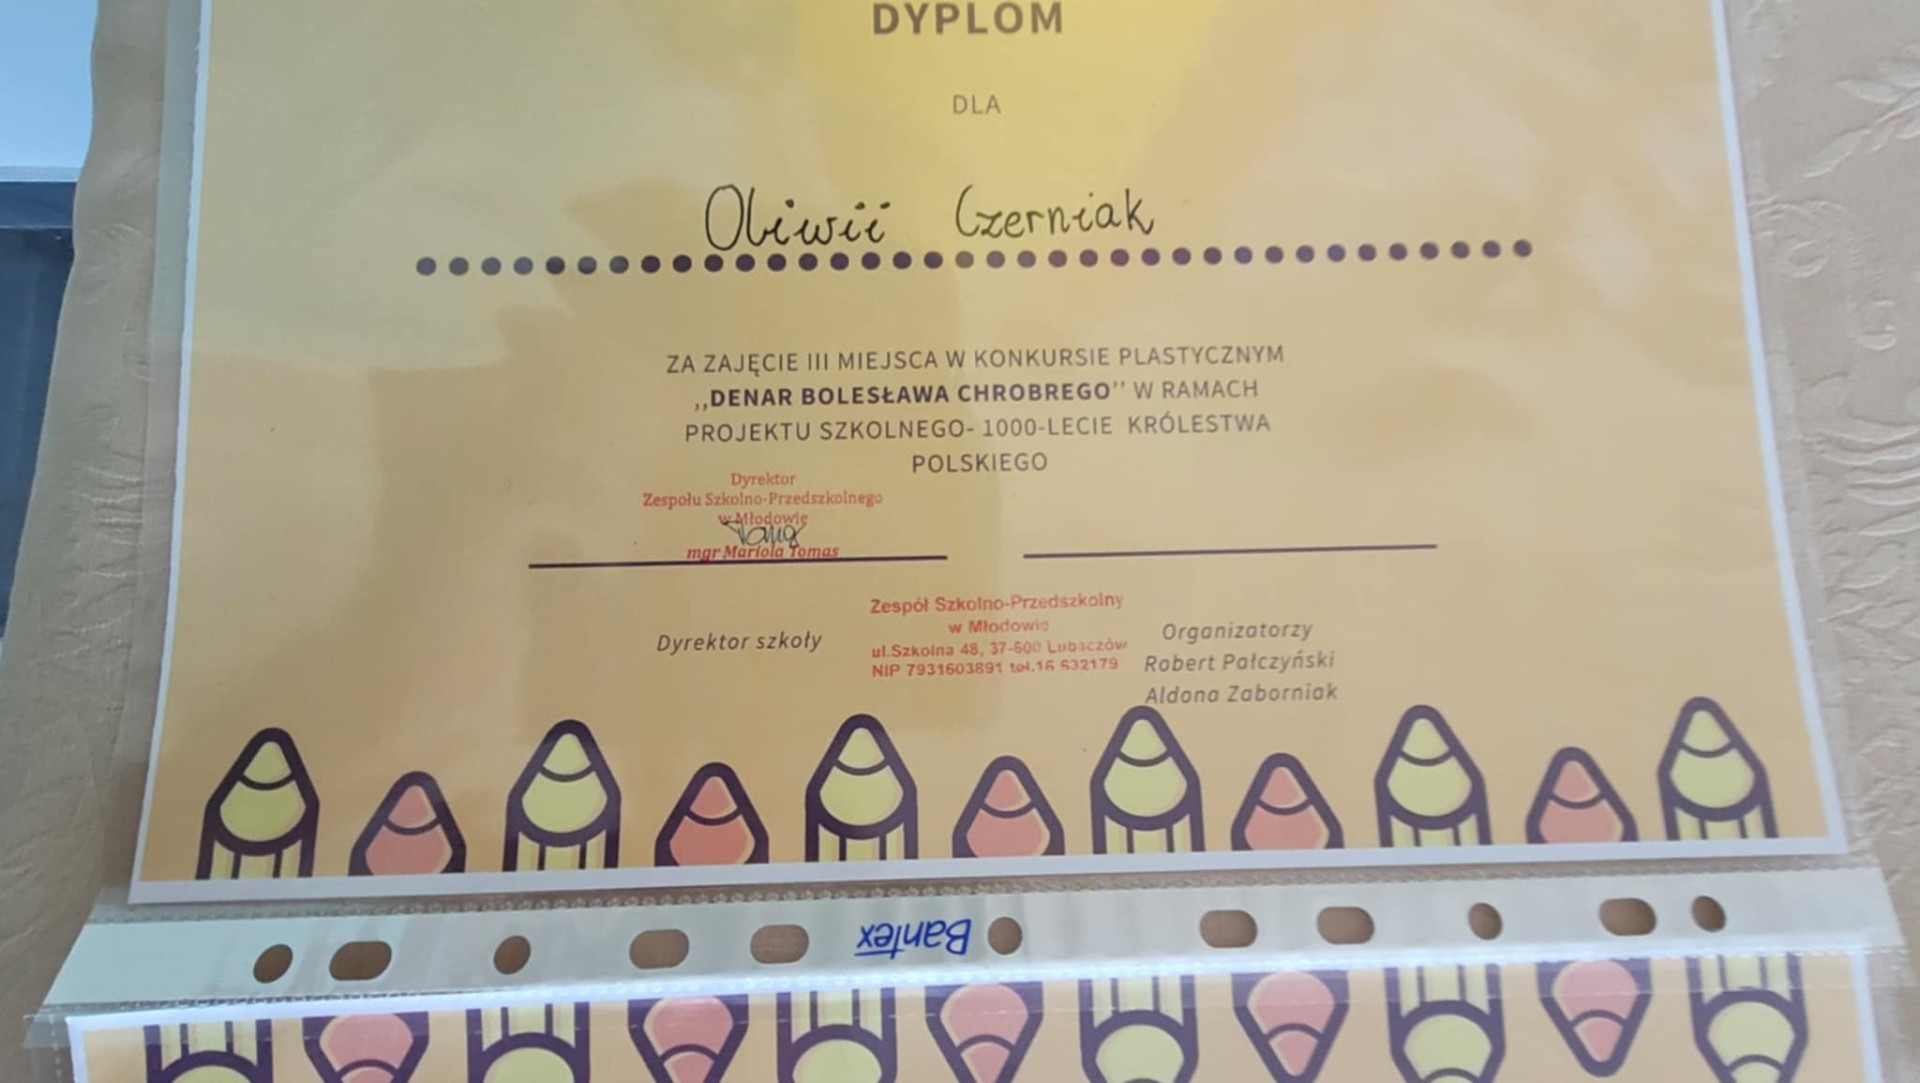 DYPLOM
DLA
Oliwii Czerniak
ZA ZAJĘCIE III MIEJSCA W KONKURSIE PLASTYCZNYM
,,DENAR BOLESŁAWA CHROBREGO'' W RAMACH
PROJEKTU SZKOLNEGO- 1000-LECIE KRÓLESTWA
POLSKIEGO
Dyrektor
Zespołu Szkolno-Przedszkolnego
w Młodowie
mgr Mariola Tomas
Dyrektor szkoły
Zespół Szkolno-Przedszkolny
w Młodowie
ul.Szkolna 48, 37-600 Lubaczów
NIP 7931603891 tel.16 632179
Organizatorzy
Robert Pałczyński
Aldona Zaborniak
Bantex